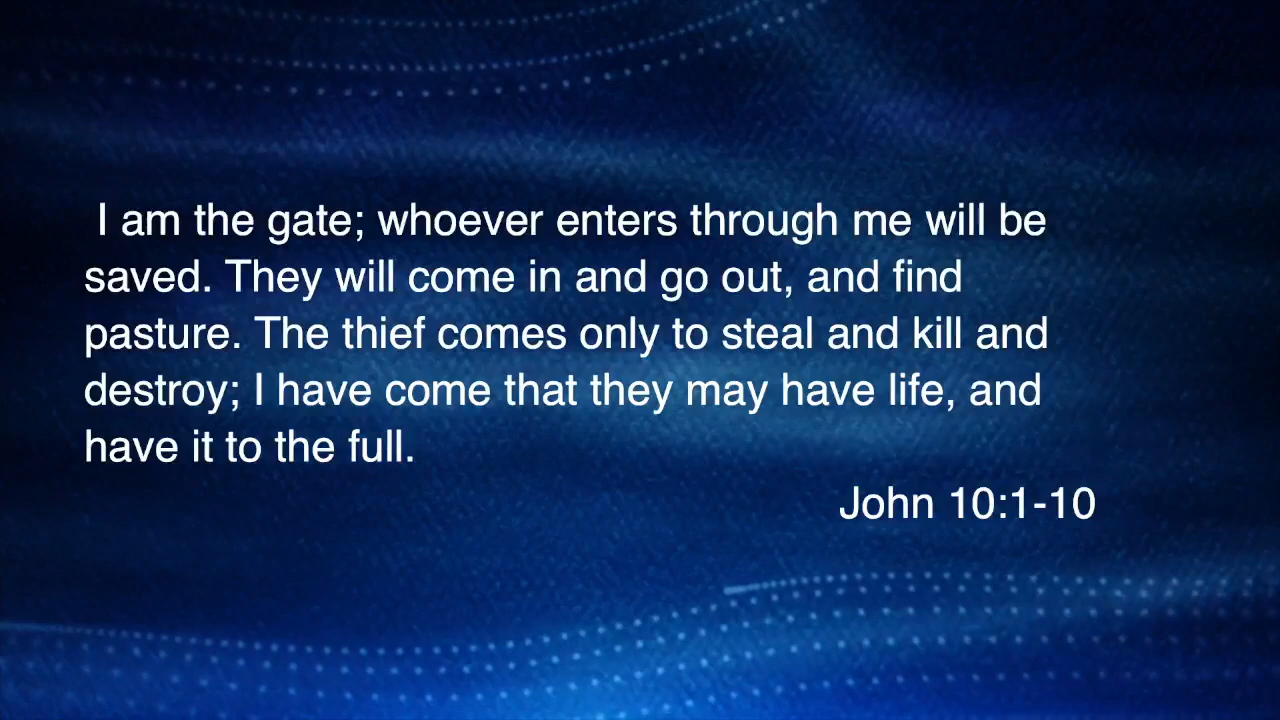 I am the gate; whoever enters through me will be
saved. They will come in and go out, and find
pasture. The thief comes only to steal and kill and
destroy; I have come that they may have life, and
have it to the full.
John 10:1-10